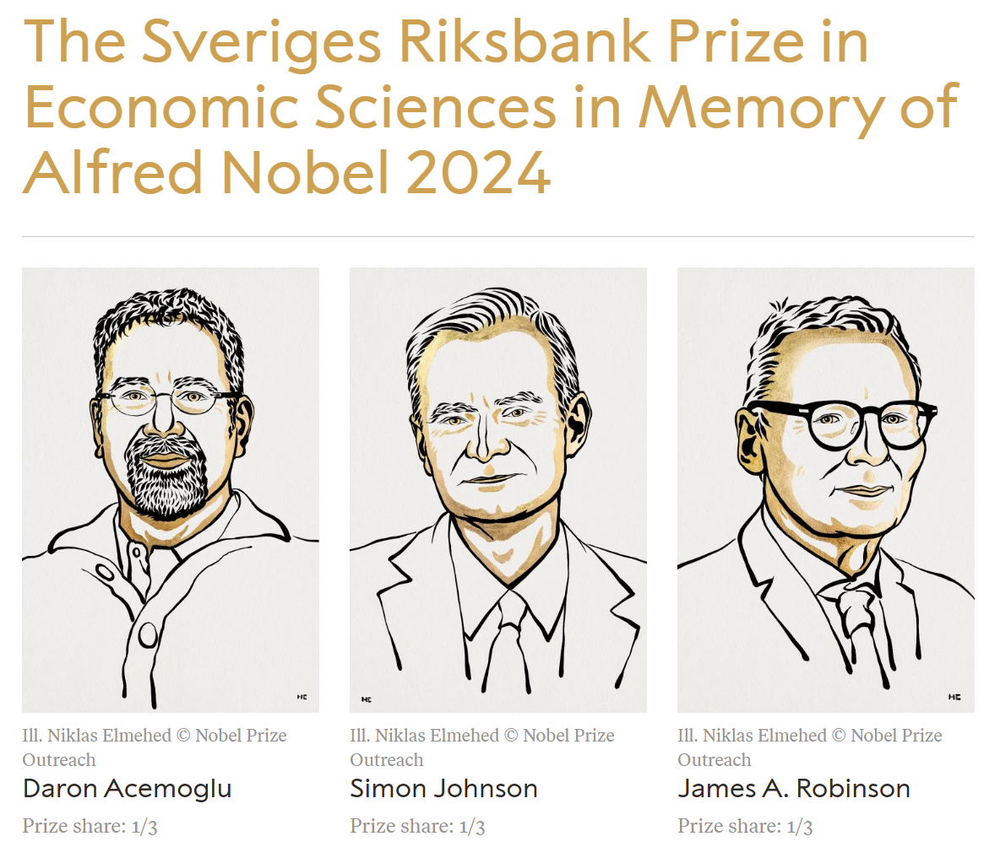 The Sveriges Riksbank Prize in
Economic Sciences in Memory of
Alfred Nobel 2024
HE
NE
HE
Ill. Niklas Elmehed © Nobel Prize
Outreach
Daron Acemoglu
Prize share: 1/3
Ill. Niklas Elmehed © Nobel Prize
Outreach
Simon Johnson
Prize share: 1/3
Ill. Niklas Elmehed © Nobel Prize
Outreach
James A. Robinson
Prize share: 1/3